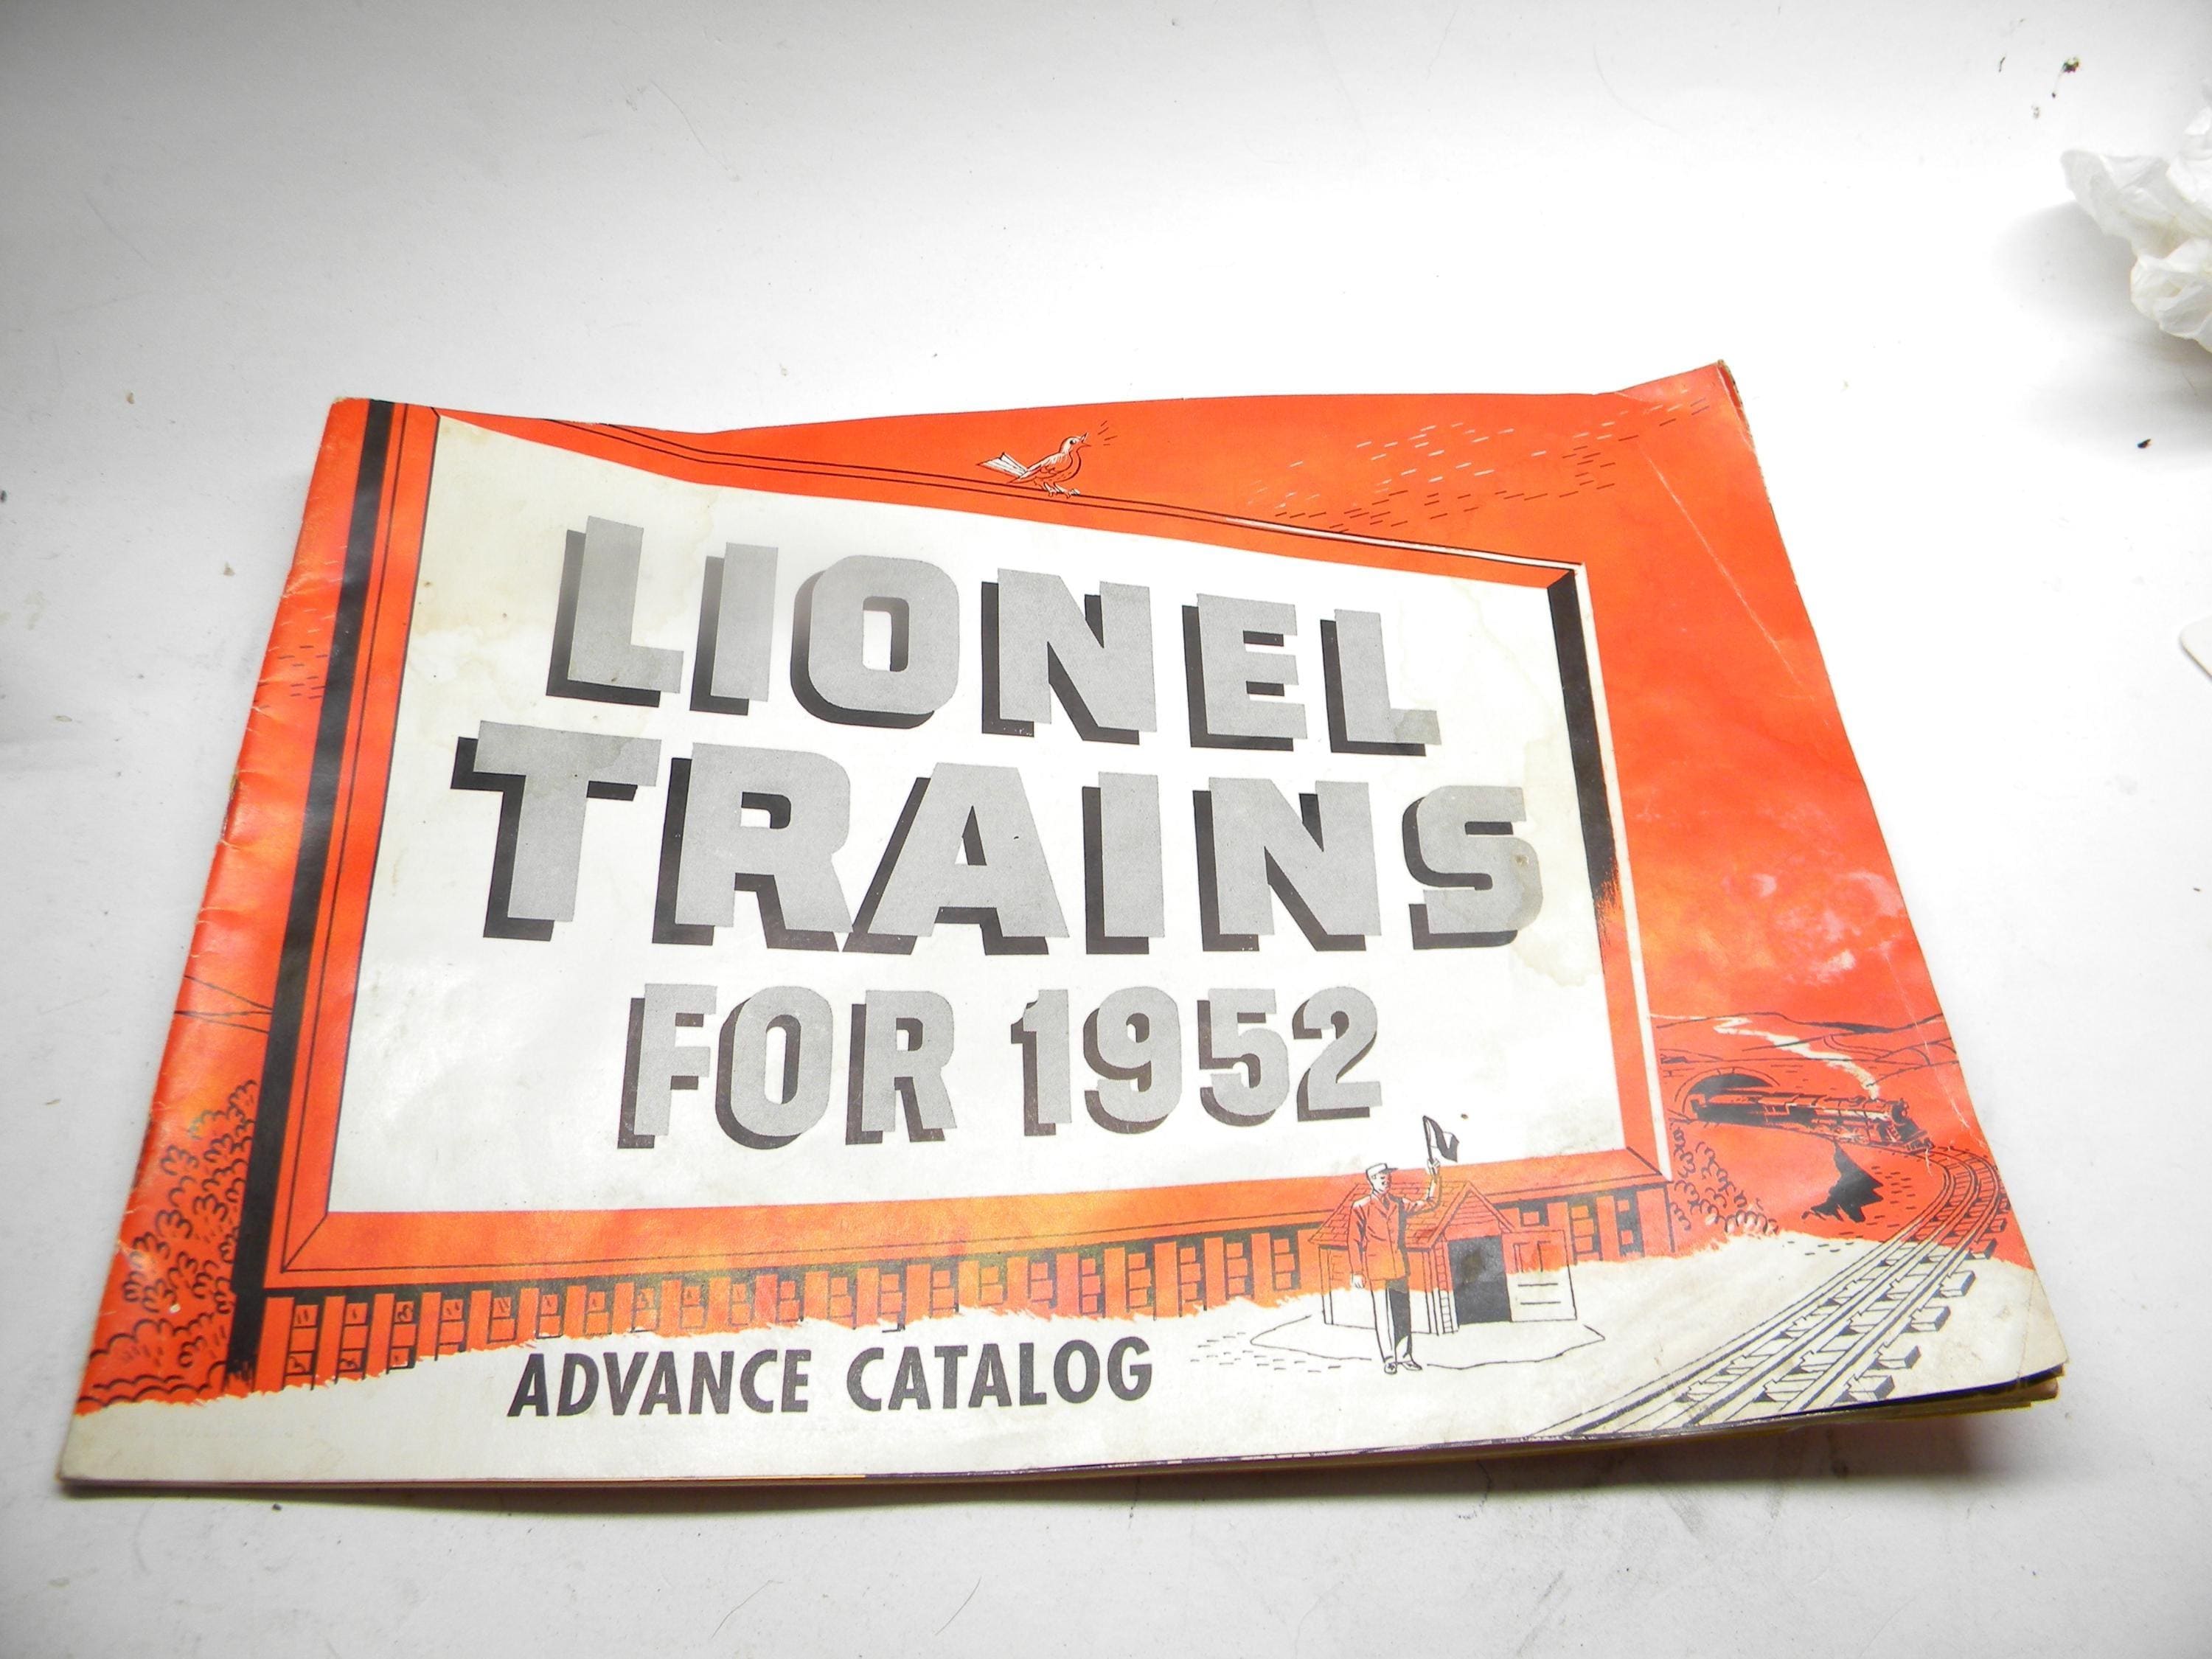 LIONEL
TRAINS
FOR 1952
ADVANCE CATALOG